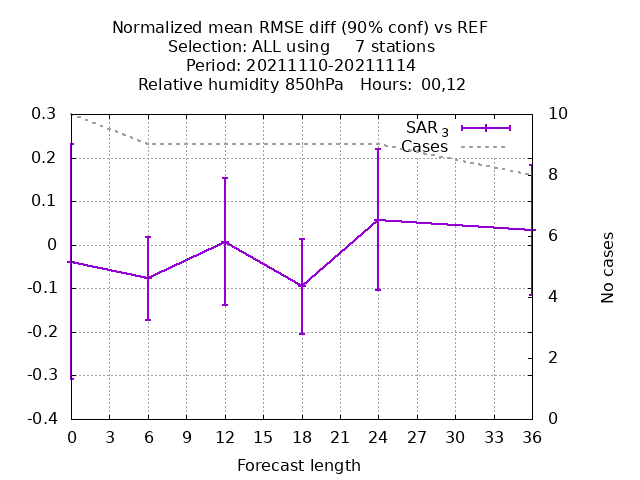 Normalized mean RMSE diff (90% conf) vs REF
Selection: ALL using     7 stations
Period: 20211110-20211114
Relative humidity 850hPa   Hours: 00,12
SAR 3
Cases
0.3
0.2
0.1
0
-0.1
-0.2
-0.3
-0.4
10
8
6
4
2
0
No cases
0 3 6 9 12 15 18 21 24 27 30 33 36
Forecast length